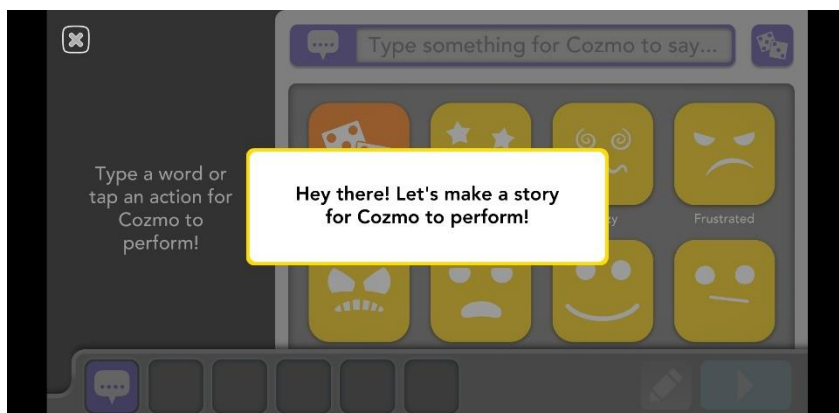 Type something for Cozmo to say...
Type a word or
tap an action for
Cozmo to
perform!
Hey there! Let's make a story
for Cozmo to perform!
zy
Frustrated